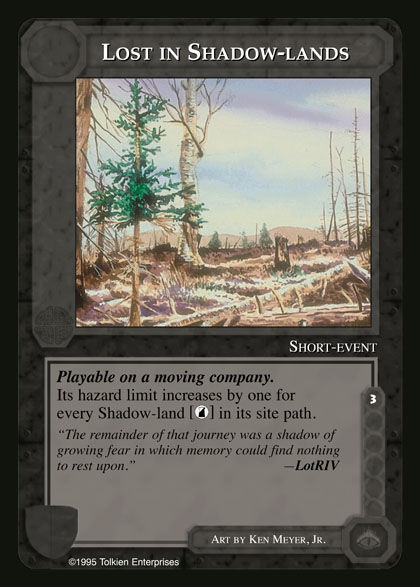 Lost in Shadow-lands
Short-event
Playable on a moving company.
Its hazard limit increases by one for
every Shadow-land [] in its site path.
“The remainder of that journey was a shadow of
growing fear in which memory could find nothing
to rest upon.” –LotRIV
3
Art by Ken Meyer, Jr.
©1995 Tolkien Enterprises